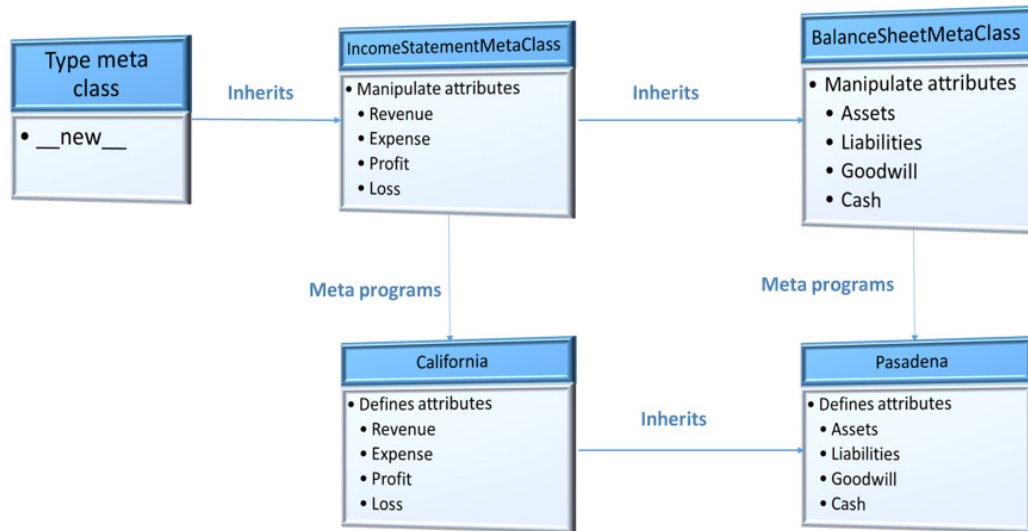 Type meta
class
• __new__
Inherits
IncomeStatementMetaClass
• Manipulate attributes
• Revenue
• Expense
• Profit
• Loss
Inherits
BalanceSheetMetaClass
• Manipulate attributes
• Assets
• Liabilities
• Goodwill
• Cash
Meta programs
Meta programs
California
• Defines attributes
• Revenue
• Expense
• Profit
• Loss
Inherits
Pasadena
• Defines attributes
• Assets
• Liabilities
• Goodwill
• Cash